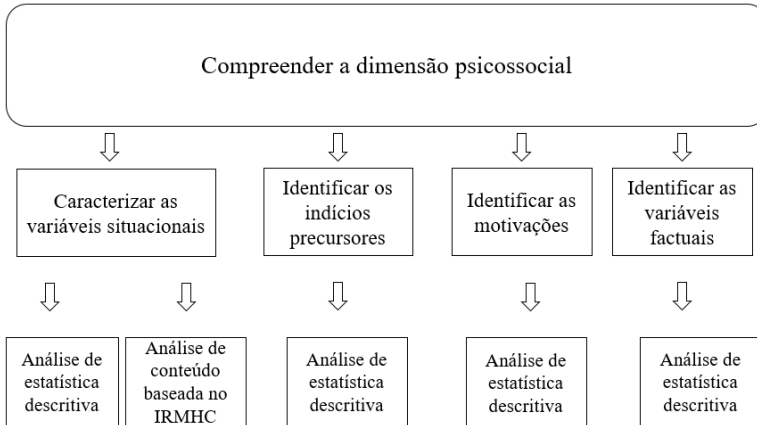 Compreender a dimensão psicossocial
Caracterizar as
variáveis situacionais
Identificar os
indícios
precursores
Identificar as
motivações
Identificar as
variáveis
factuais
Análise de
estatística
descritiva
Análise de
conteúdo
baseada no
IRMHC
Análise de
estatística
descritiva
Análise de
estatística
descritiva
Análise de
estatística
descritiva